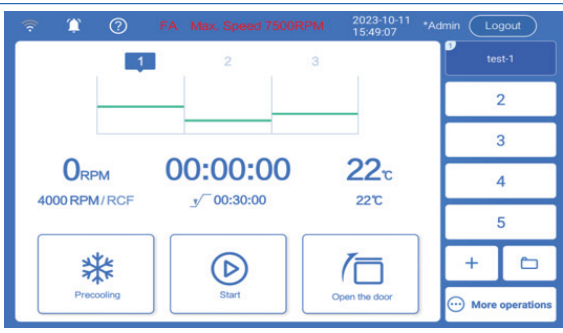 FA Max. Speed 7500RPM
2023-10-11
15:49:07
*Admin
Logout
1 2 3
0RPM 00:00:00 22℃
4000 RPM/RCF 00:30:00 22℃
Precooling
Start
Open the door
1
test-1
2
3
4
5
+
More operations